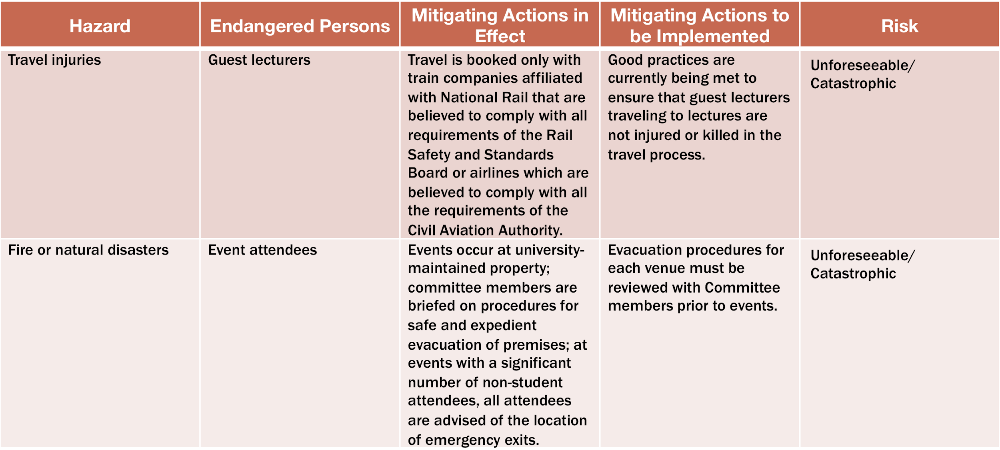 Hazard
Endangered Persons
Mitigating Actions in
Effect
Mitigating Actions to
be Implemented
Risk
Travel injuries
Guest lecturers
Travel is booked only with
train companies affiliated
with National Rail that are
believed to comply with all
requirements of the Rail
Safety and Standards
Board or airlines which are
believed to comply with all
the requirements of the
Civil Aviation Authority.
Good practices are
currently being met to
ensure that guest lecturers
traveling to lectures are
not injured or killed in the
travel process.
Unforeseeable/
Catastrophic
Fire or natural disasters
Event attendees
Events occur at university-
maintained property;
committee members are
briefed on procedures for
safe and expedient
evacuation of premises; at
events with a significant
number of non-student
attendees, all attendees
are advised of the location
of emergency exits.
Evacuation procedures for
each venue must be
reviewed with Committee
members prior to events.
Unforeseeable/
Catastrophic